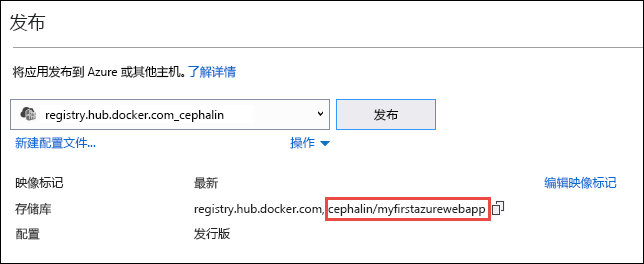 发布
将应用发布到 Azure 或其他主机。了解详情
registry.hub.docker.com_cephalin 发布
新建配置文件... 操作
映像标记 最新 编辑映像标记
存储库 registry.hub.docker.com, cephalin/myfirstazurewebapp
配置 发行版